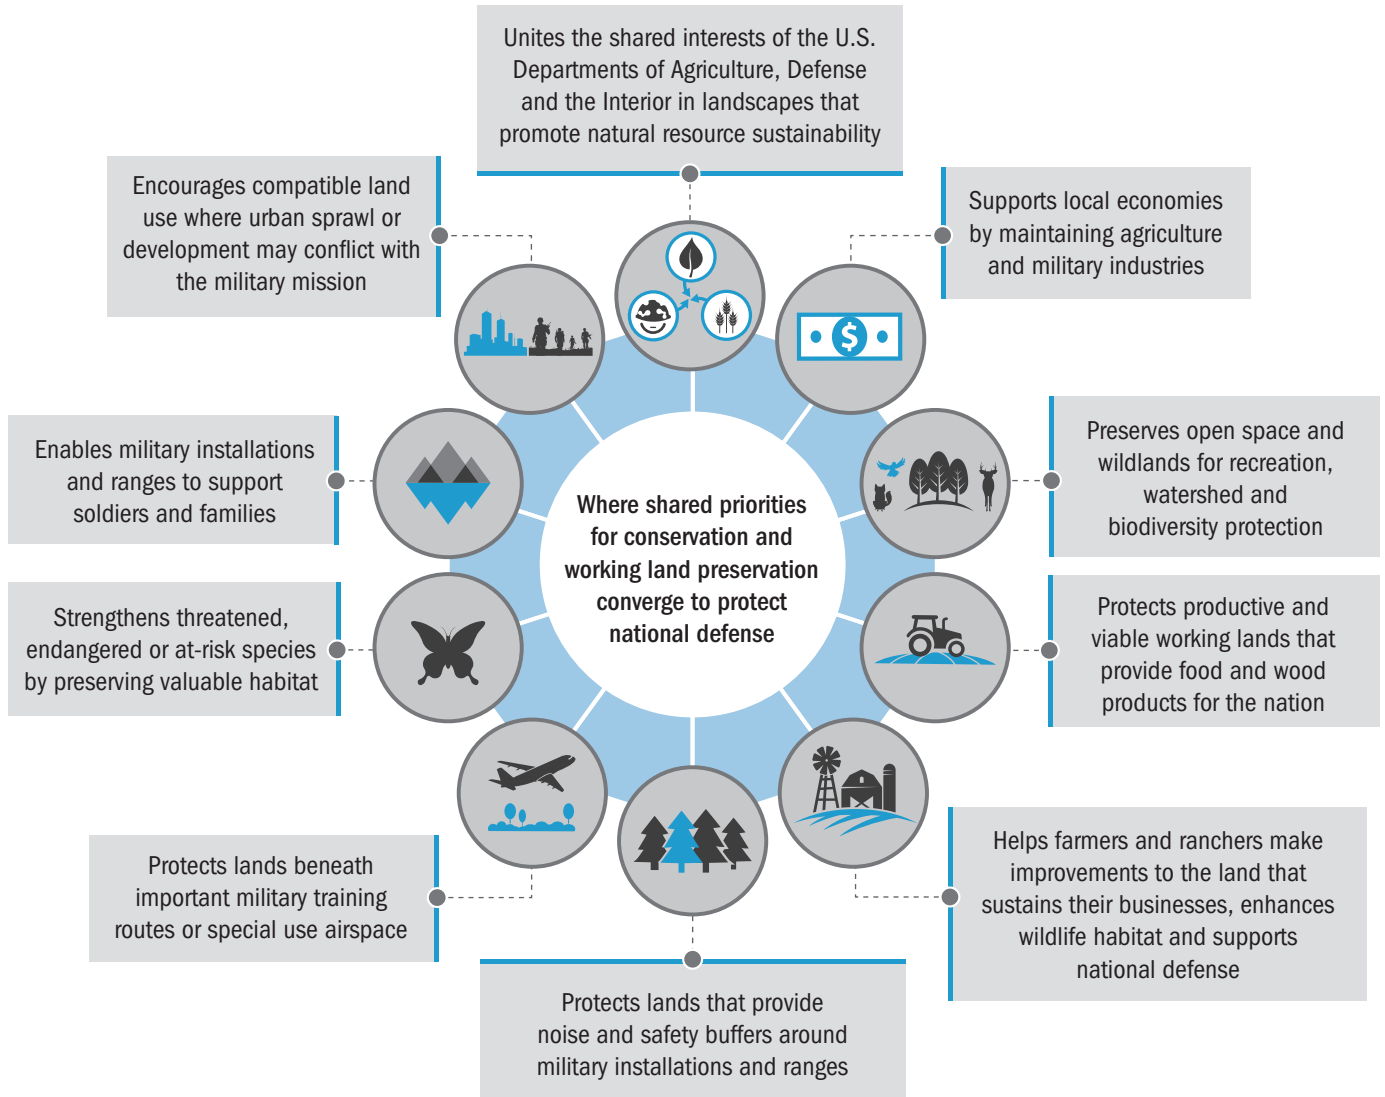 Unites the shared interests of the U.S.
Departments of Agriculture, Defense
and the Interior in landscapes that
promote natural resource sustainability
Encourages compatible land
use where urban sprawl or
development may conflict with
the military mission
Supports local economies
by maintaining agriculture
and military industries
$
Enables military installations
and ranges to support
soldiers and families
Preserves open space and
wildlands for recreation,
watershed and
biodiversity protection
Where shared priorities
for conservation and
working land preservation
converge to protect
national defense
Strengthens threatened,
endangered or at-risk species
by preserving valuable habitat
Protects productive and
viable working lands that
provide food and wood
products for the nation
Protects lands beneath
important military training
routes or special use airspace
Helps farmers and ranchers make
improvements to the land that
sustains their businesses, enhances
wildlife habitat and supports
national defense
Protects lands that provide
noise and safety buffers around
military installations and ranges